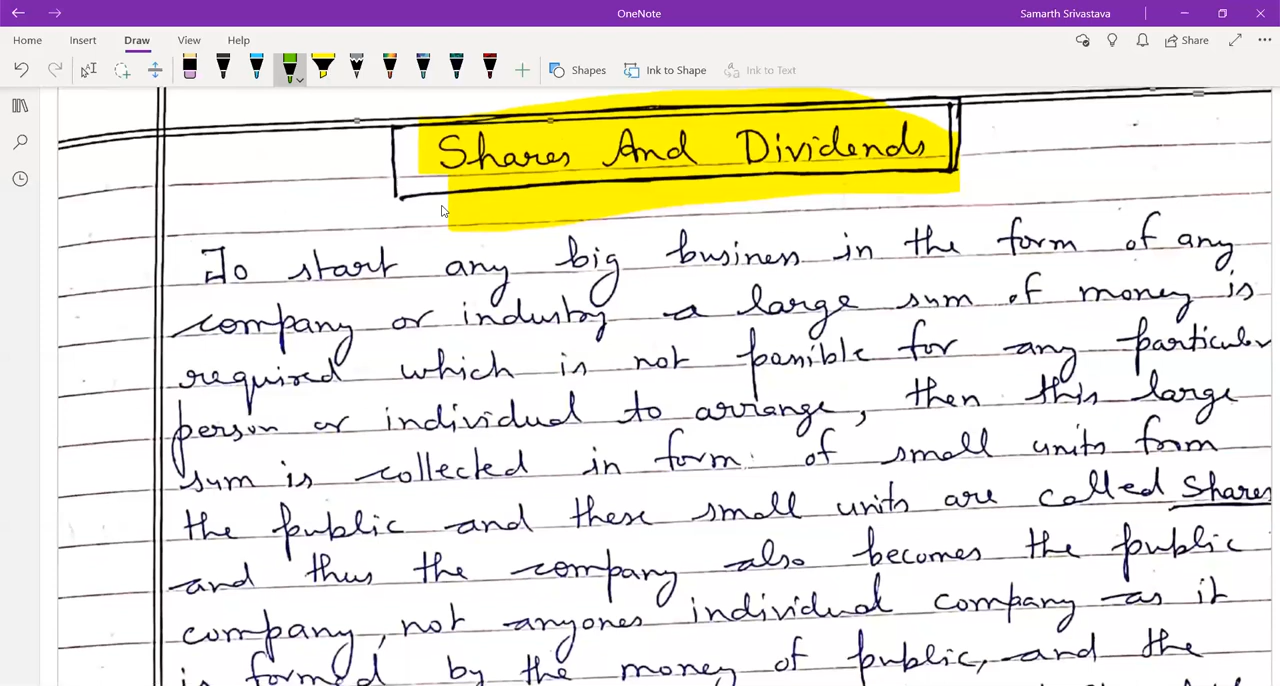 OneNote
Samarth Srivastava
Home Insert Draw View Help
Share
Shapes Ink to Shape Ink to Text
Shares And Dividends
To start any big business in the form of any
company or industry a large sum of money is
required which is not possible for any particular
person or individual to arrange, then this large
sum is collected in form of small units form
the public and these small units are called Shares
and thus the company also becomes the public
company, not anyones individual company as it
is formed by the money of public, and the